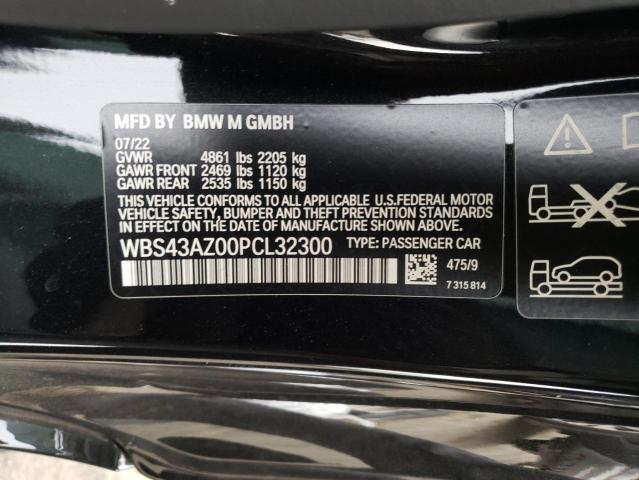 MFD BY BMW M GMBH
07/22
GVWR 4861 lbs 2205 kg
GAWR FRONT 2469 lbs 1120 kg
GAWR REAR 2535 lbs 1150 kg
THIS VEHICLE CONFORMS TO ALL APPLICABLE U.S.FEDERAL MOTOR
VEHICLE SAFETY, BUMPER, AND THEFT PREVENTION STANDARDS
IN EFFECT ON THE DATE OF MANUFACTURE SHOWN ABOVE.
WBS43AZ00PCL32300 TYPE: PASSENGER CAR
475/9
7 315 814